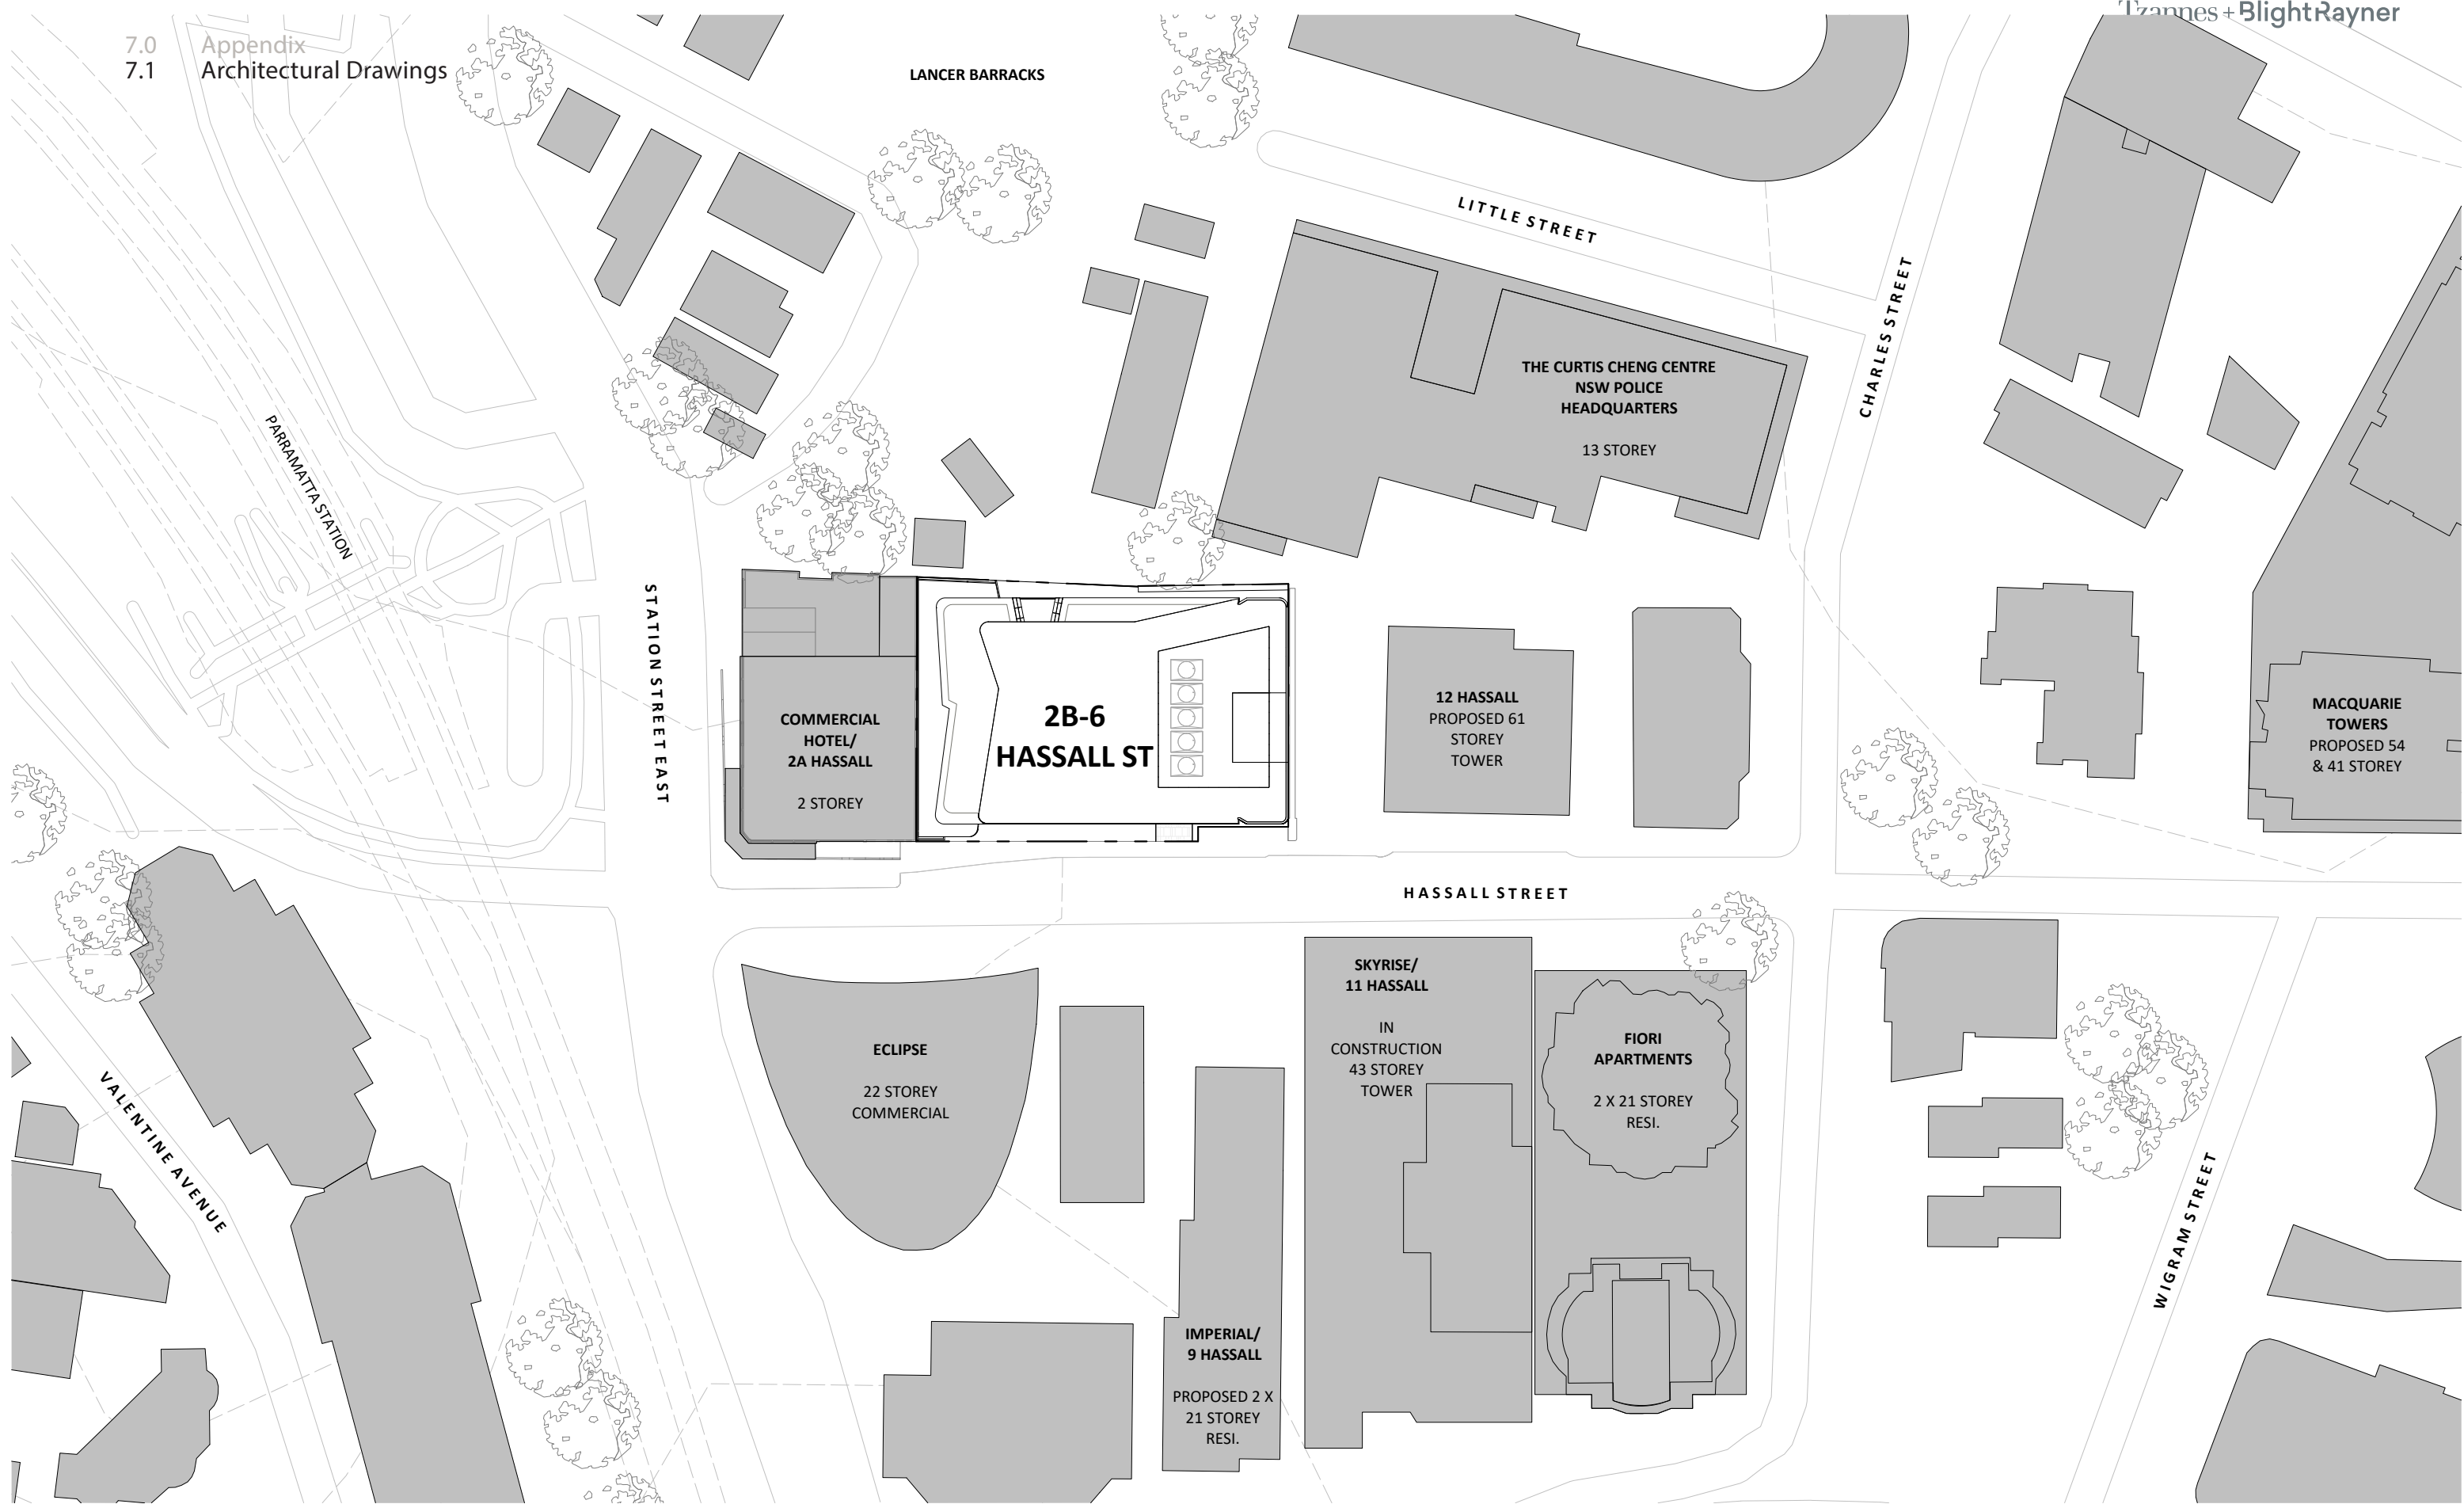 Tzannes + BlightRayner
7.0 Appendix
7.1 Architectural Drawings
LANCER BARRACKS
LITTLE STREET
CHARLES STREET
THE CURTIS CHENG CENTRE
NSW POLICE
HEADQUARTERS
13 STOREY
PARRAMATTA STATION
STATION STREET EAST
COMMERCIAL
HOTEL/
2A HASSALL
2 STOREY
2B-6
HASSALL ST
12 HASSALL
PROPOSED 61
STOREY
TOWER
MACQUARIE
TOWERS
PROPOSED 54
& 41 STOREY
HASSALL STREET
ECLIPSE
22 STOREY
COMMERCIAL
SKYRISE/
11 HASSALL
IN
CONSTRUCTION
43 STOREY
TOWER
FIORI
APARTMENTS
2 X 21 STOREY
RESI.
VALENTINE AVENUE
WIGRAM STREET
IMPERIAL/
9 HASSALL
PROPOSED 2 X
21 STOREY
RESI.